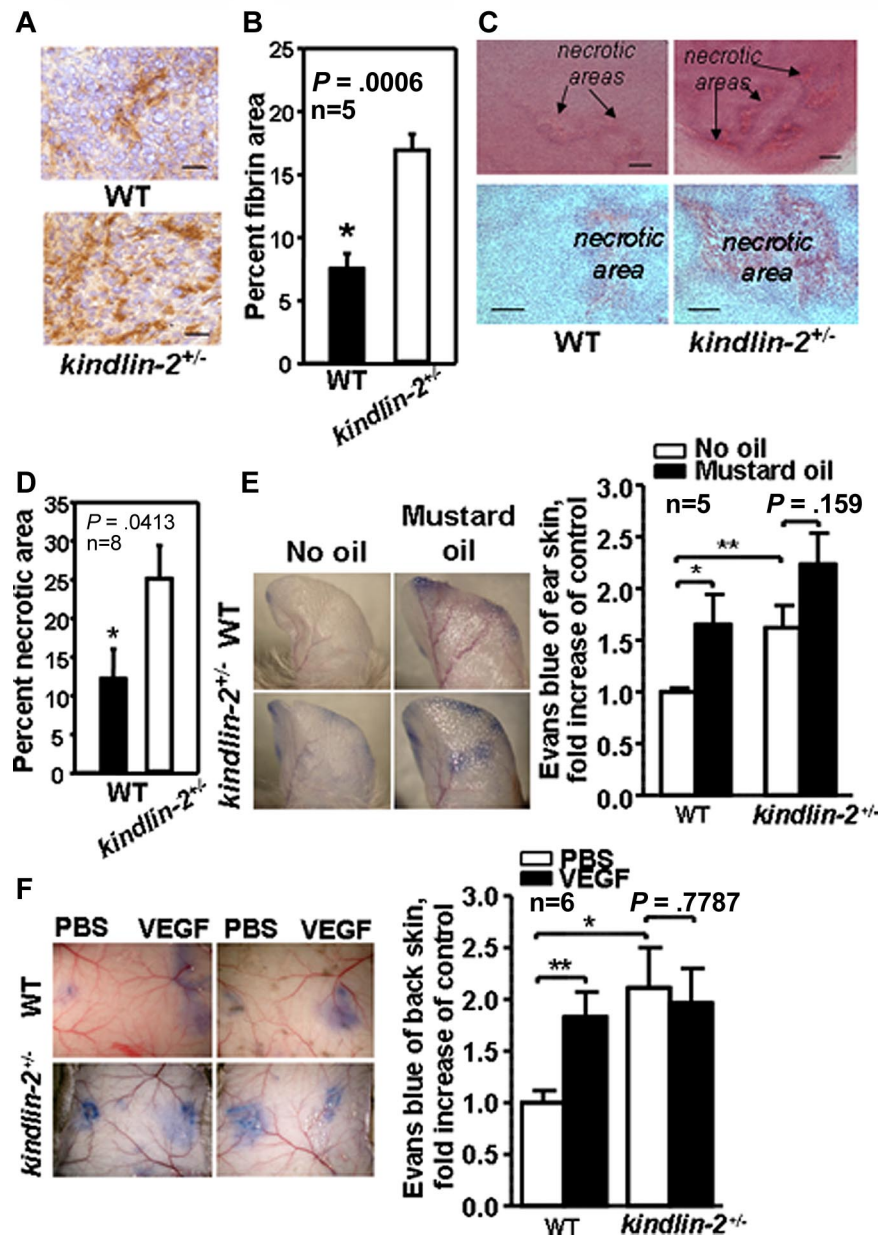 A
WT
kindlin-2+/-
B
Percent fibrin area
25
20
15
10
5
0
P = .0006
n=5
*
WT
kindlin-2+/-
C
necrotic
areas
necrotic
areas
necrotic
area
necrotic
area
WT
kindlin-2+/-
D
Percent necrotic area
35
30
25
20
15
10
5
0
P = .0413
n=8
*
WT
kindlin-2+/-
E
No oil
Mustard
oil
WT
kindlin-2+/-
No oil
Mustard oil
Evans blue of ear skin,
fold increase of control
3.0
2.5
2.0
1.5
1.0
0.5
0.0
n=5
P = .159
**
*
WT
kindlin-2+/-
F
PBS VEGF PBS VEGF
WT
kindlin-2+/-
PBS
VEGF
Evans blue of back skin,
fold increase of control
3.0
2.5
2.0
1.5
1.0
0.5
0.0
n=6
P = .7787
*
**
WT
kindlin-2+/-